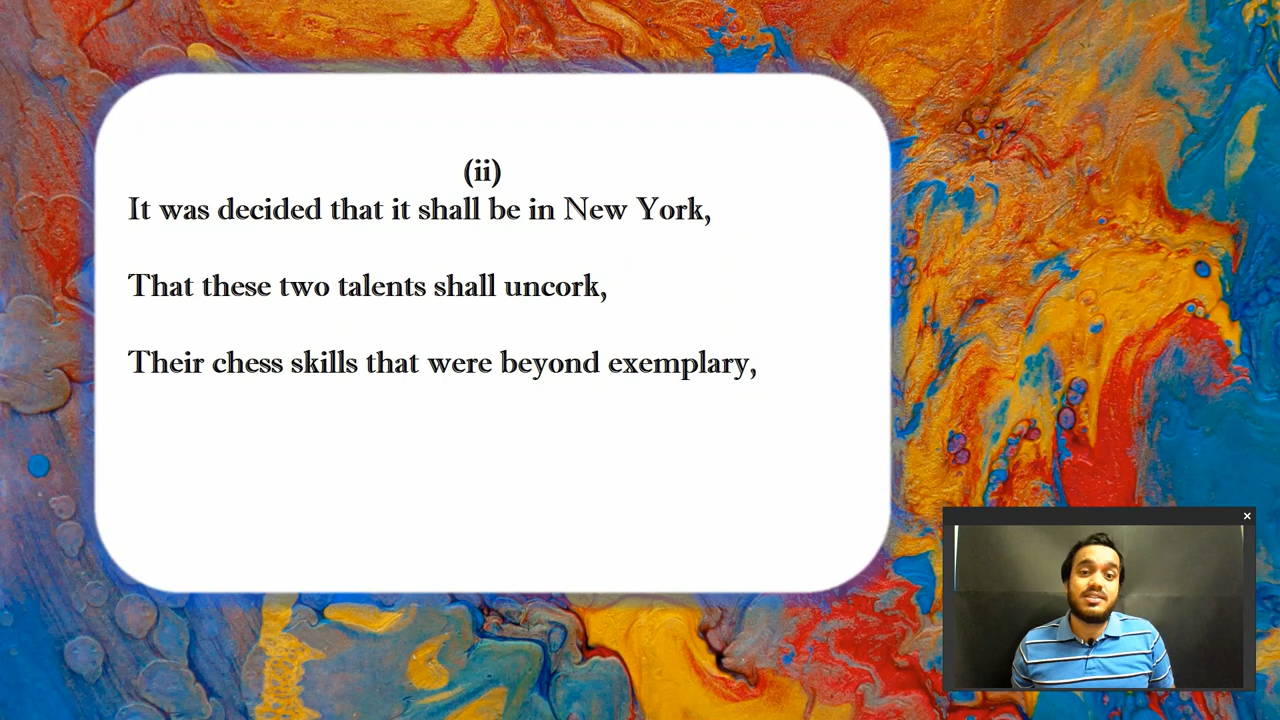 (ii)
It was decided that it shall be in New York,
That these two talents shall uncork,
Their chess skills that were beyond exemplary,